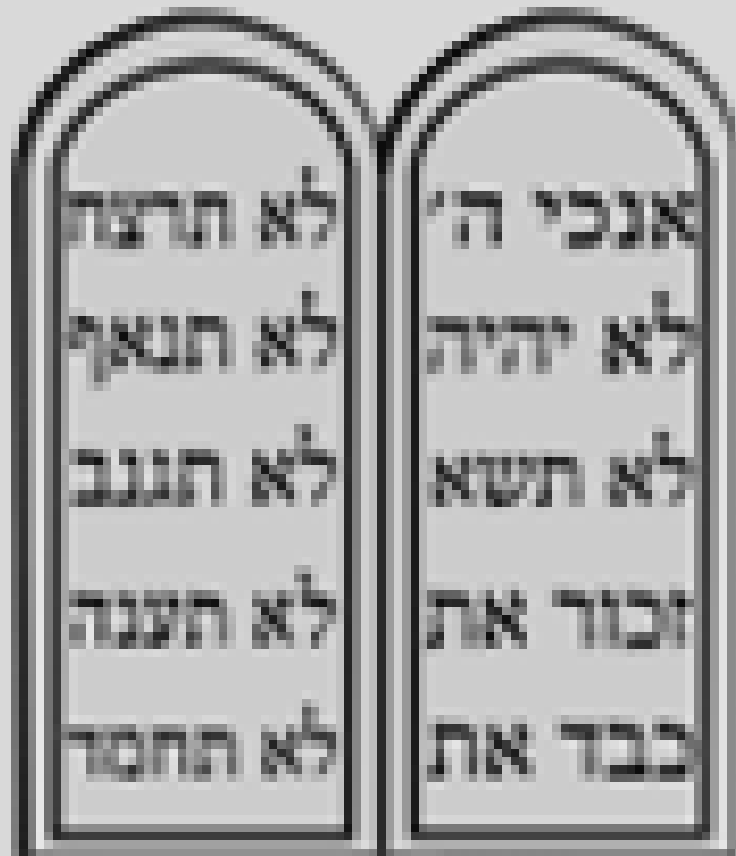 אנכי ה׳
לא יהיה
לא תשא
זכור את
כבד את
לא תרצח
לא תנאף
לא תגנב
לא תענה
לא תחמד